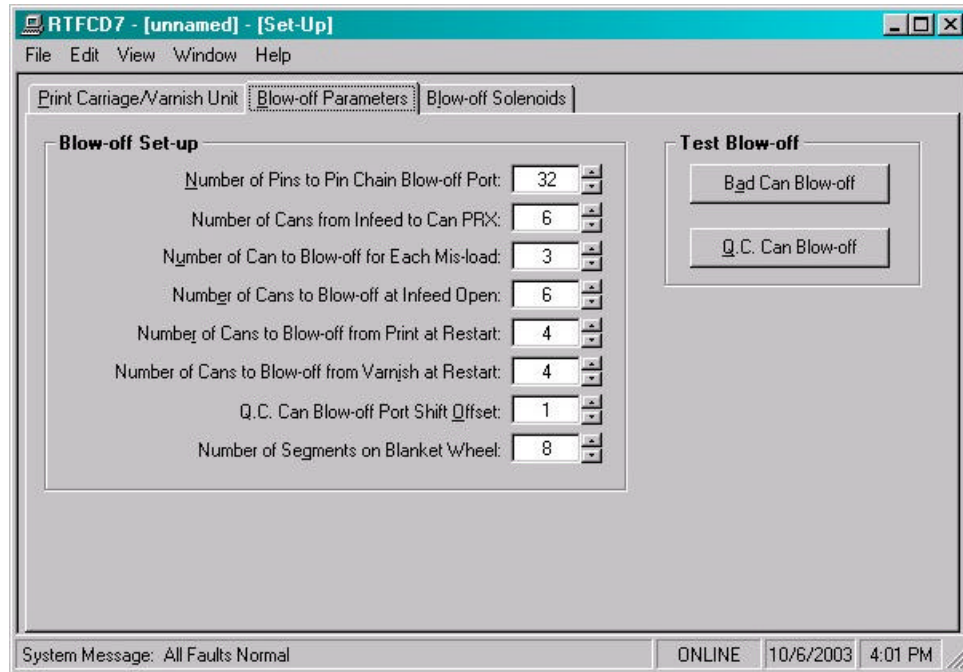 RTFCD7 - [unnamed] - [Set-Up]
File Edit View Window Help
Print Carriage/Varnish Unit Blow-off Parameters Blow-off Solenoids
Blow-off Set-up
Number of Pins to Pin Chain Blow-off Port: 32
Number of Cans from Infeed to Can PRX: 6
Number of Can to Blow-off for Each Mis-load: 3
Number of Cans to Blow-off at Infeed Open: 6
Number of Cans to Blow-off from Print at Restart: 4
Number of Cans to Blow-off from Varnish at Restart: 4
Q.C. Can Blow-off Port Shift Offset: 1
Number of Segments on Blanket Wheel: 8
Test Blow-off
Bad Can Blow-off
Q.C. Can Blow-off
System Message: All Faults Normal ONLINE 10/6/2003 4:01 PM